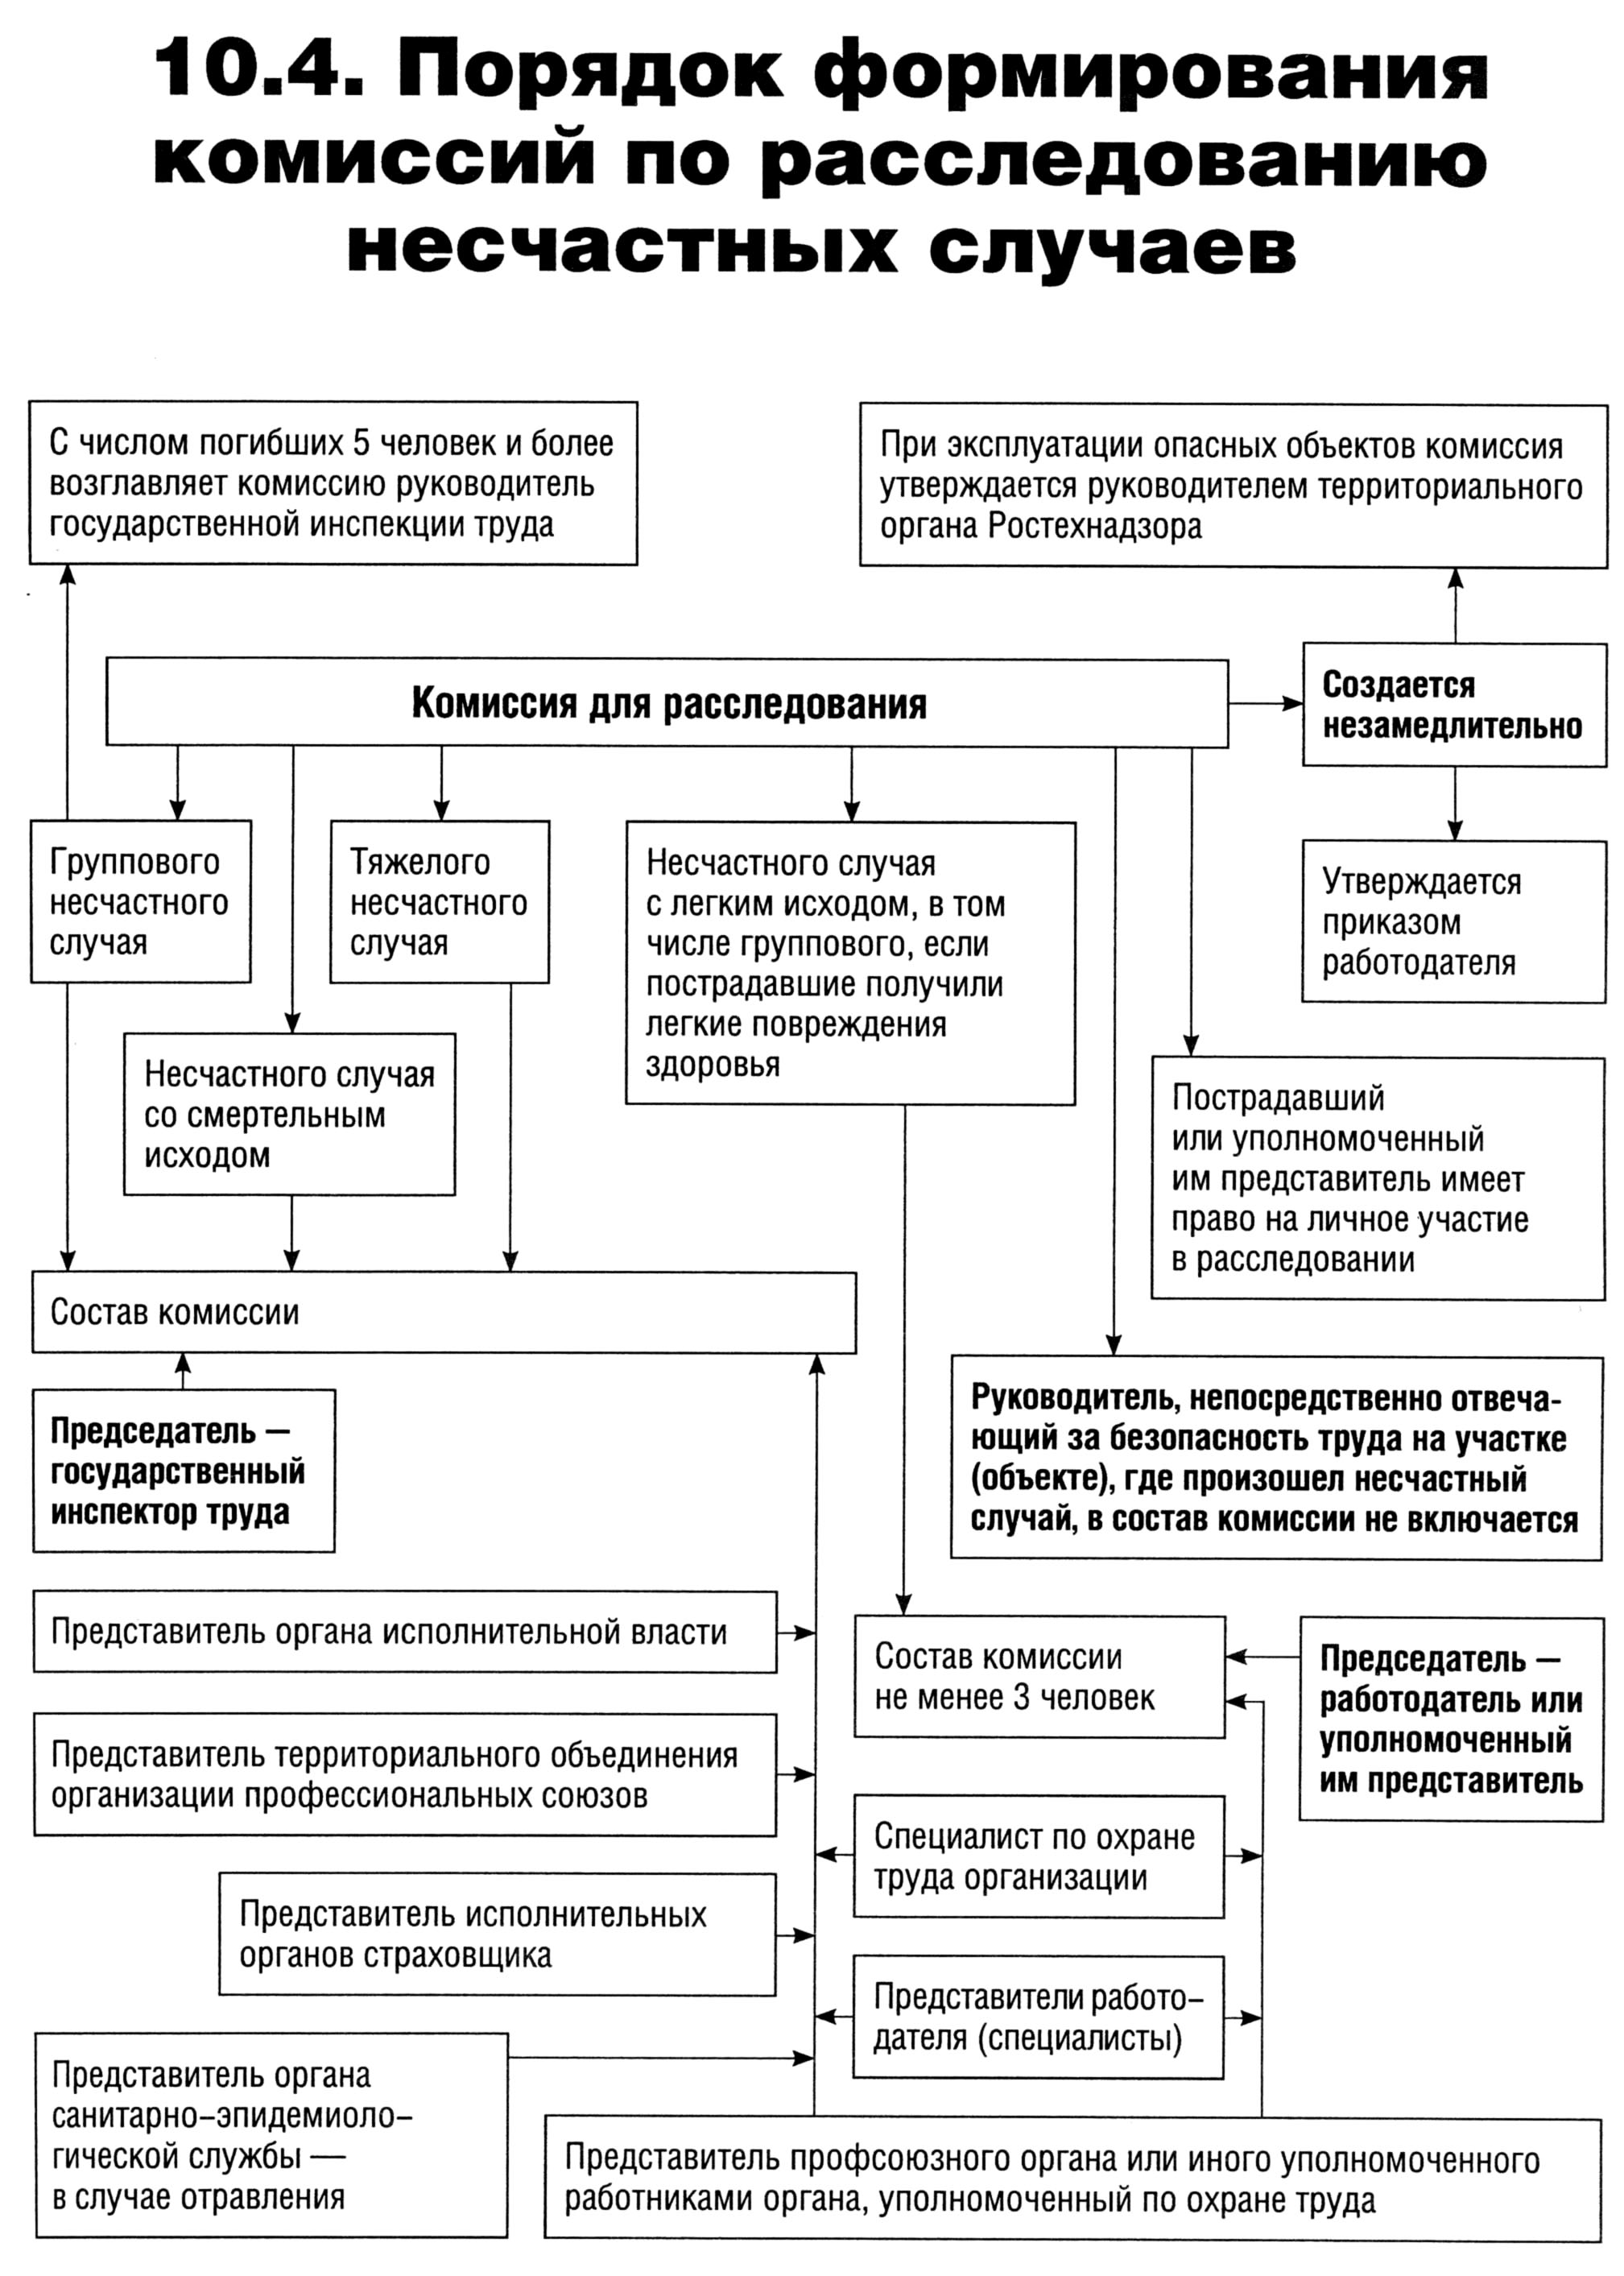 10.4. Порядок формирования
комиссий по расследованию
несчастных случаев
С числом погибших 5 человек и более
возглавляет комиссию руководитель
государственной инспекции труда
При эксплуатации опасных объектов комиссия
утверждается руководителем территориального
органа Ростехнадзора
Комиссия для расследования
Создается
незамедлительно
Группового
несчастного
случая
Тяжелого
несчастного
случая
Несчастного случая
с легким исходом, в том
числе группового, если
пострадавшие получили
легкие повреждения
здоровья
Утверждается
приказом
работодателя
Несчастного случая
со смертельным
исходом
Пострадавший
или уполномоченный
им представитель имеет
право на личное участие
в расследовании
Состав комиссии
Председатель —
государственный
инспектор труда
Руководитель, непосредственно отвеча-
ющий за безопасность труда на участке
(объекте), где произошел несчастный
случай, в состав комиссии не включается
Представитель органа исполнительной власти
Состав комиссии
не менее 3 человек
Председатель —
работодатель или
уполномоченный
им представитель
Представитель территориального объединения
организации профессиональных союзов
Специалист по охране
труда организации
Представитель исполнительных
органов страховщика
Представители работо-
дателя (специалисты)
Представитель органа
санитарно-эпидемиоло-
гической службы —
в случае отравления
Представитель профсоюзного органа или иного уполномоченного
работниками органа, уполномоченный по охране труда